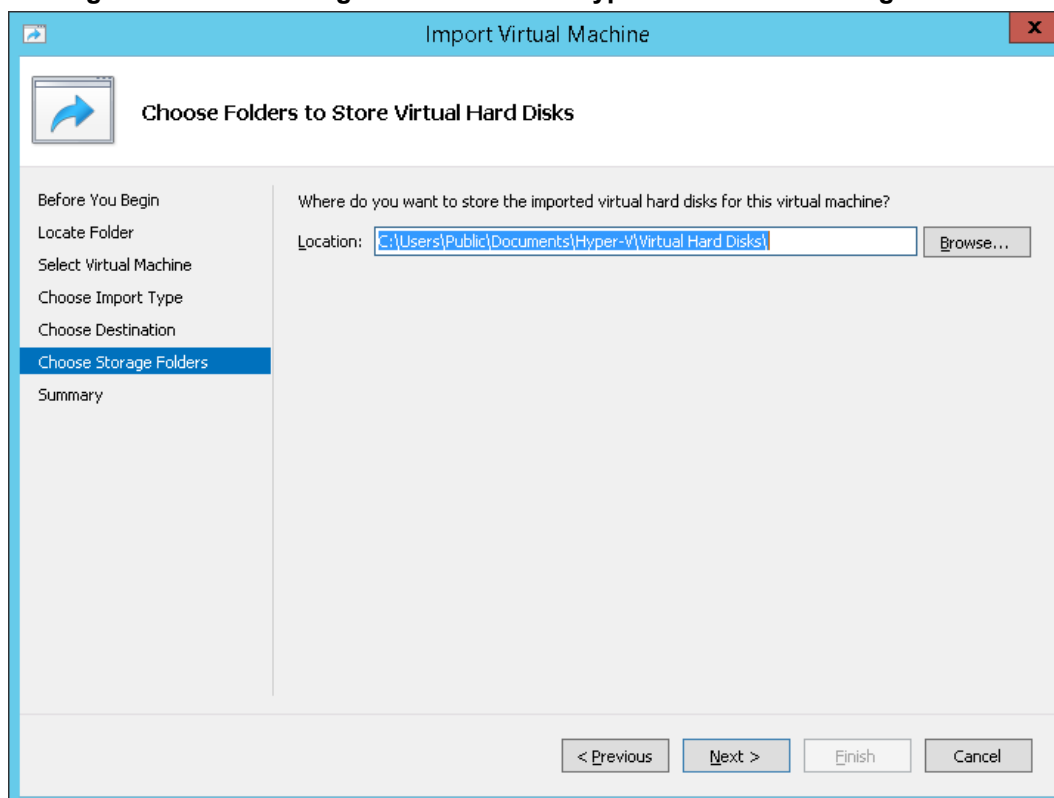 Import Virtual Machine
x
Choose Folders to Store Virtual Hard Disks
Before You Begin
Locate Folder
Select Virtual Machine
Choose Import Type
Choose Destination
Choose Storage Folders
Summary
Where do you want to store the imported virtual hard disks for this virtual machine?
Location: C:\Users\Public\Documents\Hyper-V\Virtual Hard Disks\ Browse...
< Previous Next > Finish Cancel